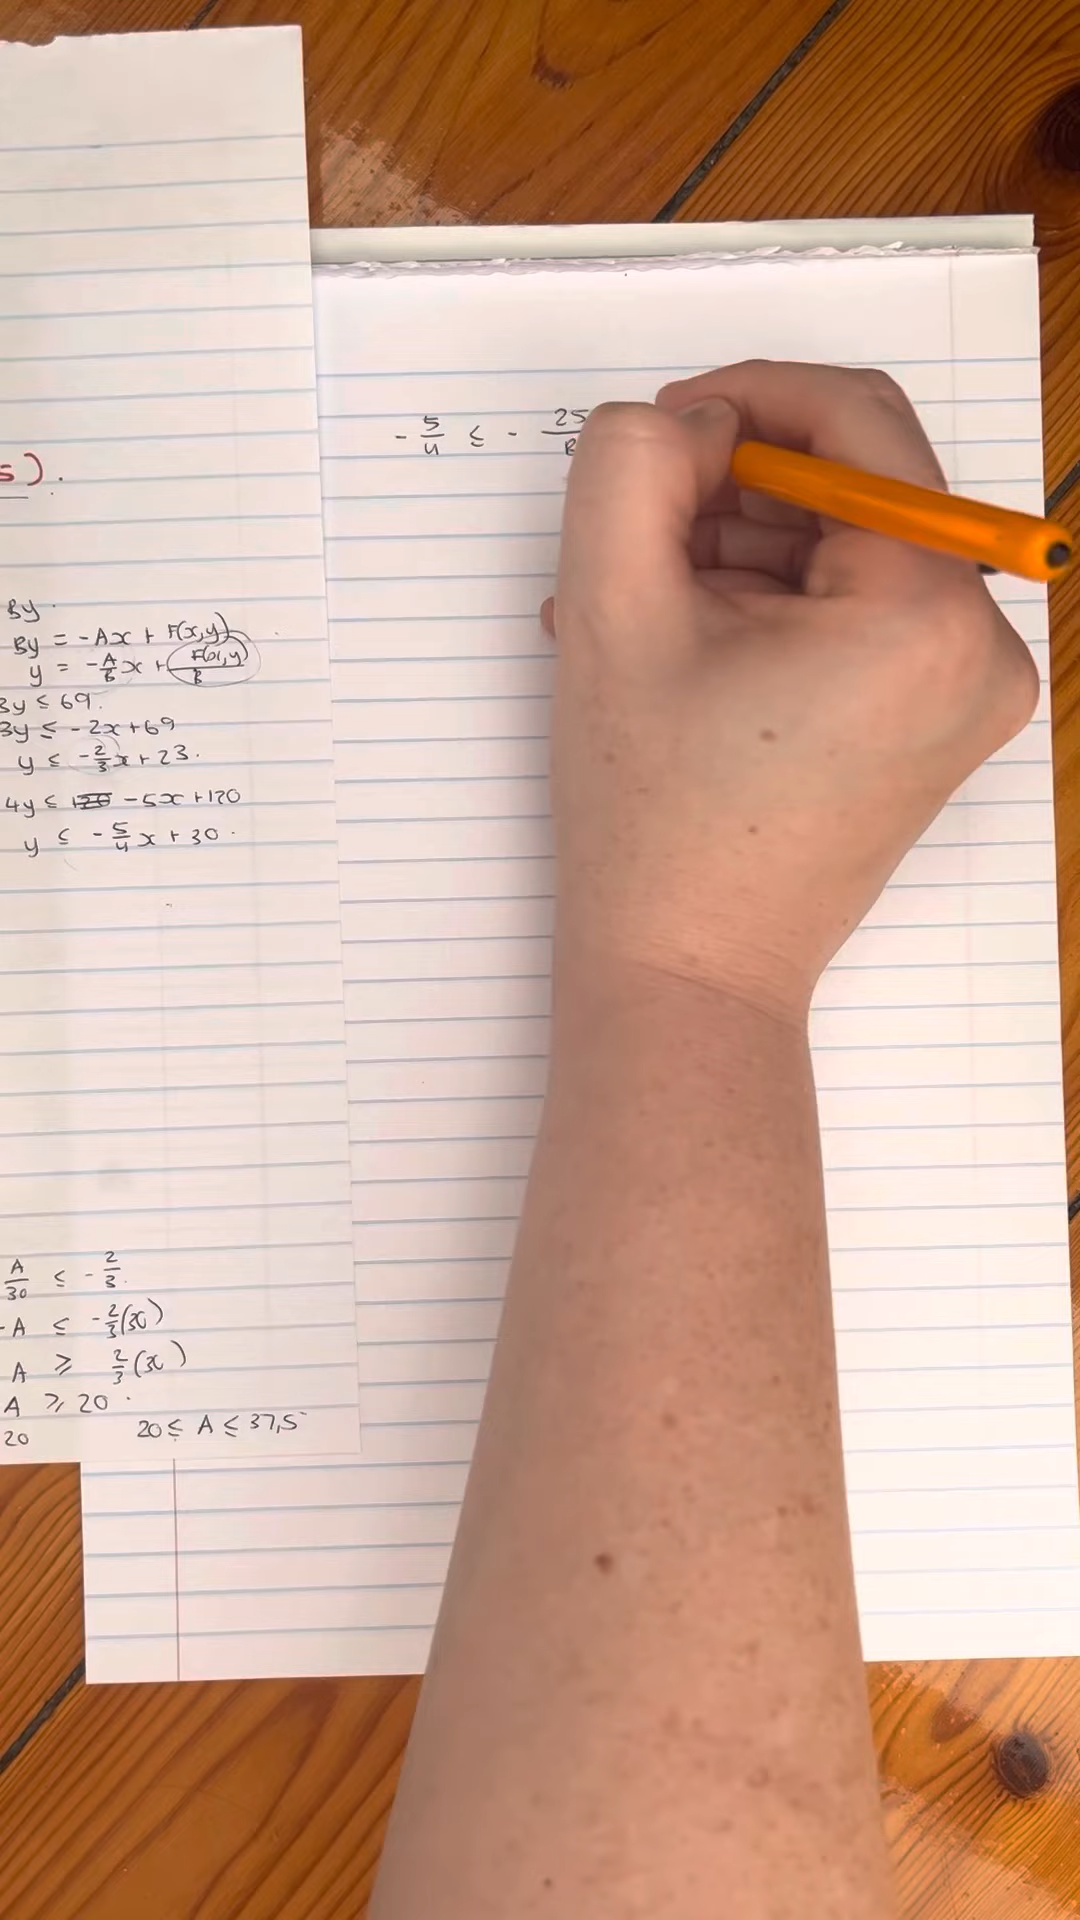 s).
By.
By = -Ax + F(x,y)
y = -A/B x + F(x,y)/B
3y ≤ 69.
3y ≤ -2x+69
y ≤ -2/3 x + 23.
4y ≤ -5x +120
y ≤ -5/4 x + 30.
A/30 ≤ -2/3.
-A ≤ -2/3(30)
A ≥ 2/3(30)
A ≥ 20.
20
20 ≤ A ≤ 37,5
-5/4 ≤ - 25/B